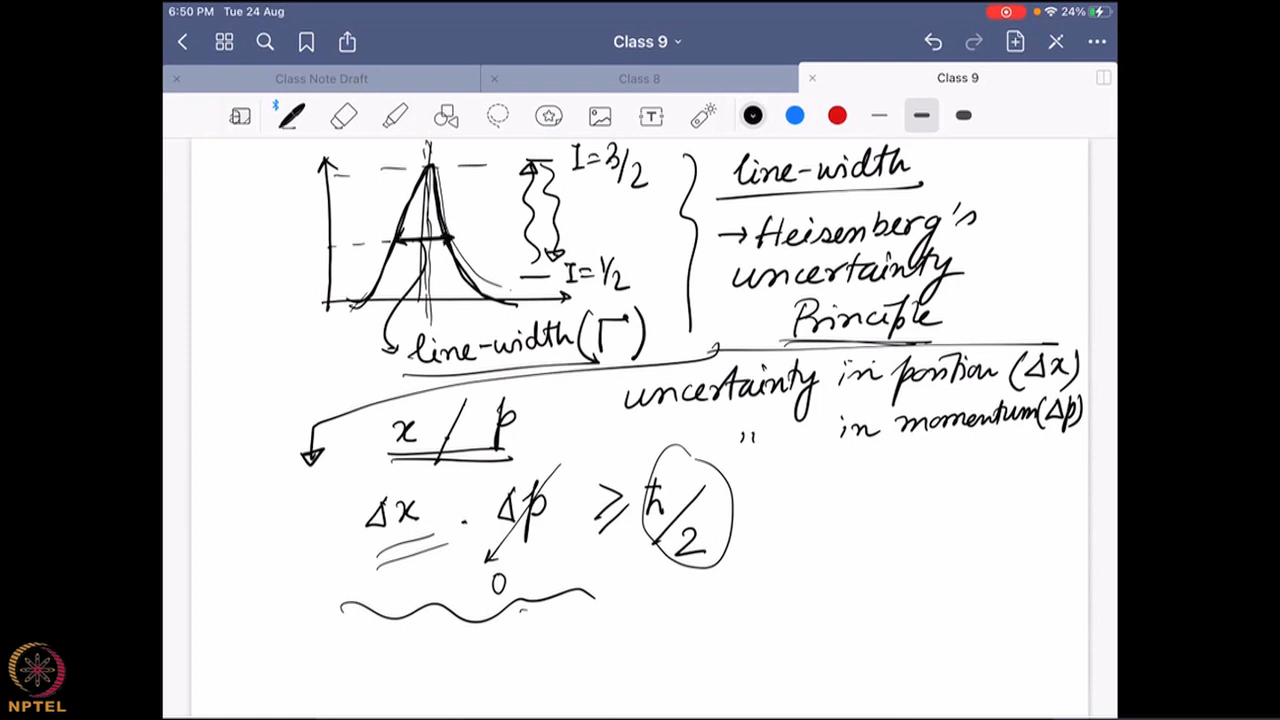 6:50 PM Tue 24 Aug
24%
Class 9
Class Note Draft
Class 8
Class 9
T
I=3/2
I=1/2
line-width (Γ)
line-width
→ Heisenberg's
uncertainty
Principle
uncertainty in position (Δx)
" in momentum (Δp)
x / p
Δx . Δp ≥ ħ/2
0
NPTEL